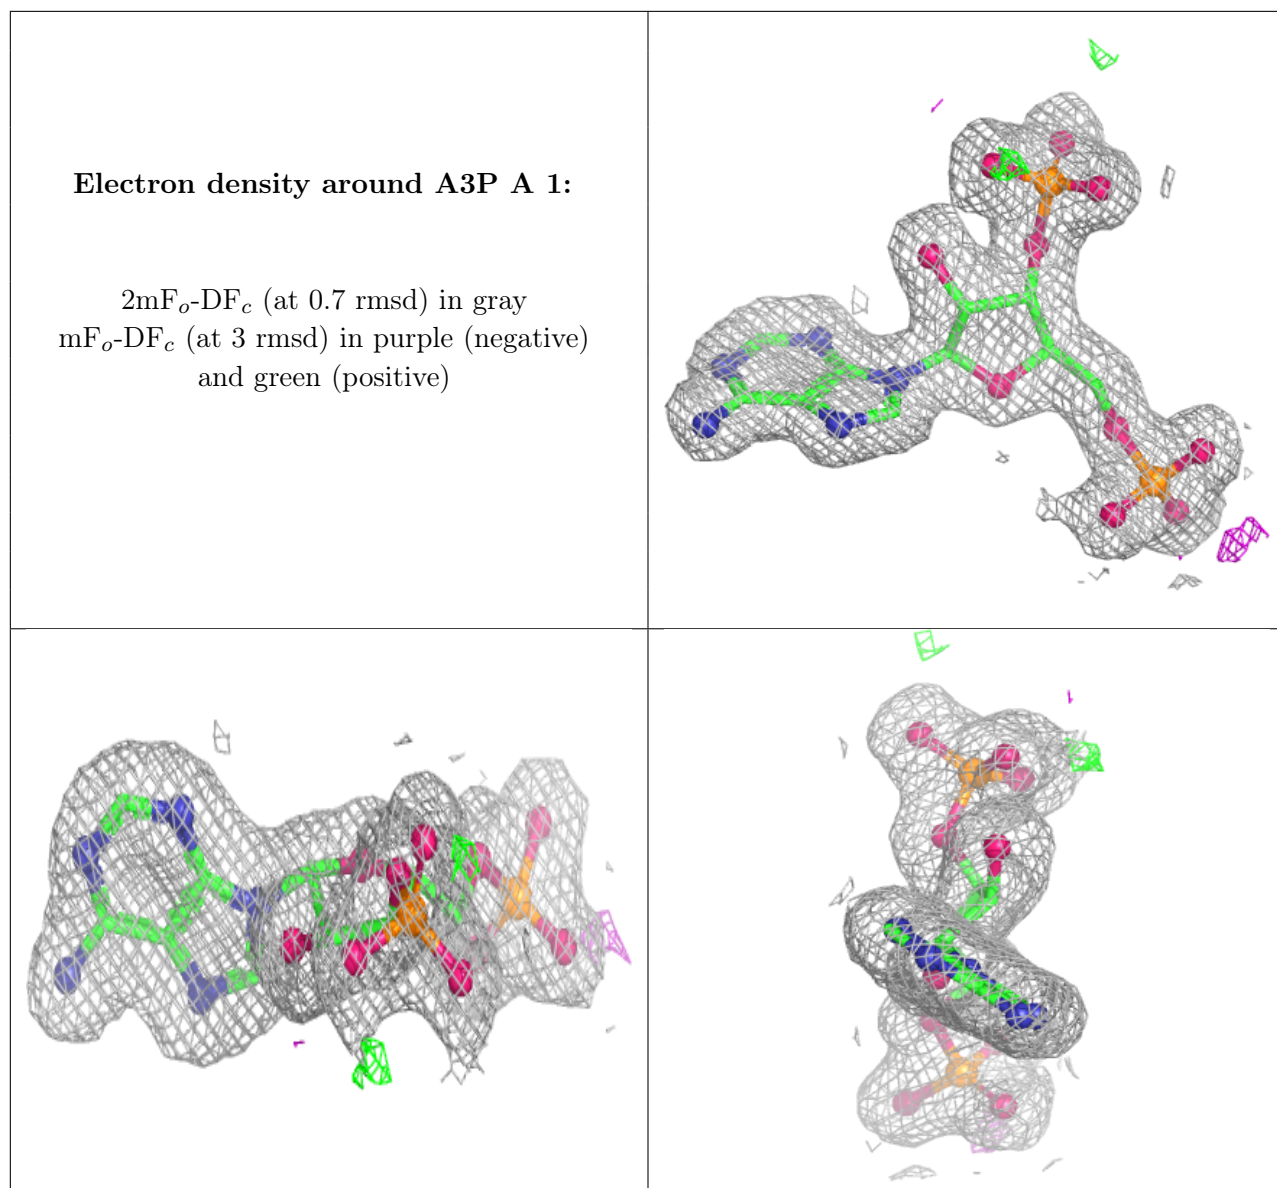 Electron density around A3P A 1:
2mFₒ-DF𝒸 (at 0.7 rmsd) in gray
mFₒ-DF𝒸 (at 3 rmsd) in purple (negative)
and green (positive)